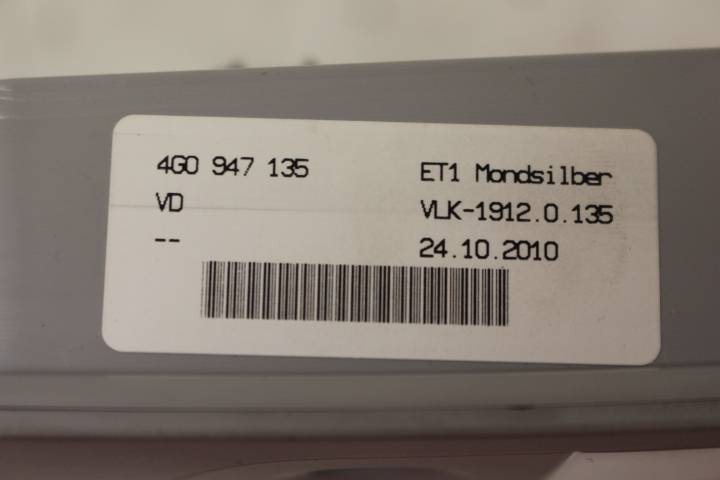 4G0 947 135
ET1 Mondsilber
VD
VLK-1912.0.135
--
24.10.2010